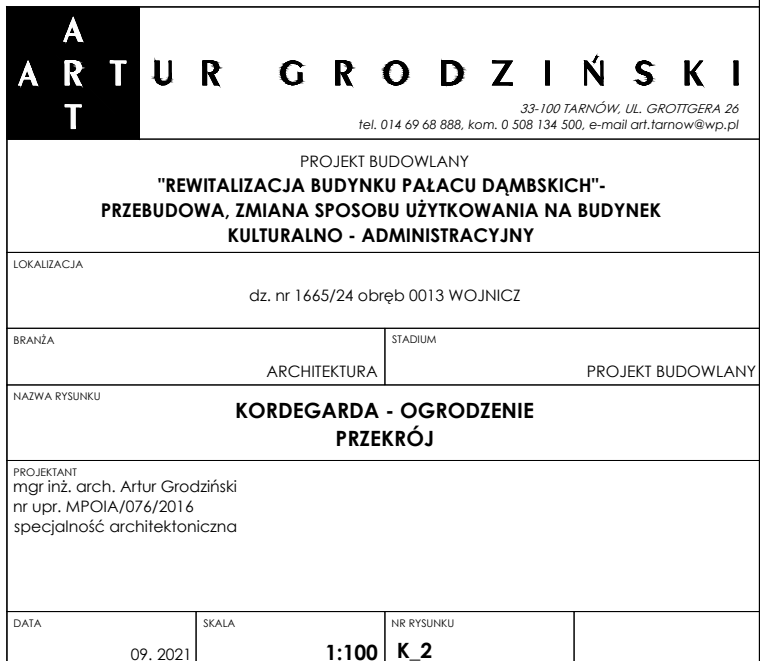 A
ARTUR GRODZIŃSKI
T
33-100 TARNÓW, UL. GROTTGERA 26
tel. 014 69 68 888, kom. 0 508 134 500, e-mail art.tarnow@wp.pl
PROJEKT BUDOWLANY
"REWITALIZACJA BUDYNKU PAŁACU DĄMBSKICH"-
PRZEBUDOWA, ZMIANA SPOSOBU UŻYTKOWANIA NA BUDYNEK
KULTURALNO - ADMINISTRACYJNY
LOKALIZACJA
dz. nr 1665/24 obręb 0013 WOJNICZ
BRANŻA
ARCHITEKTURA
STADIUM
PROJEKT BUDOWLANY
NAZWA RYSUNKU
KORDEGARDA - OGRODZENIE
PRZEKRÓJ
PROJEKTANT
mgr inż. arch. Artur Grodziński
nr upr. MPOIA/076/2016
specjalność architektoniczna
DATA
09. 2021
SKALA
1:100
NR RYSUNKU
K_2